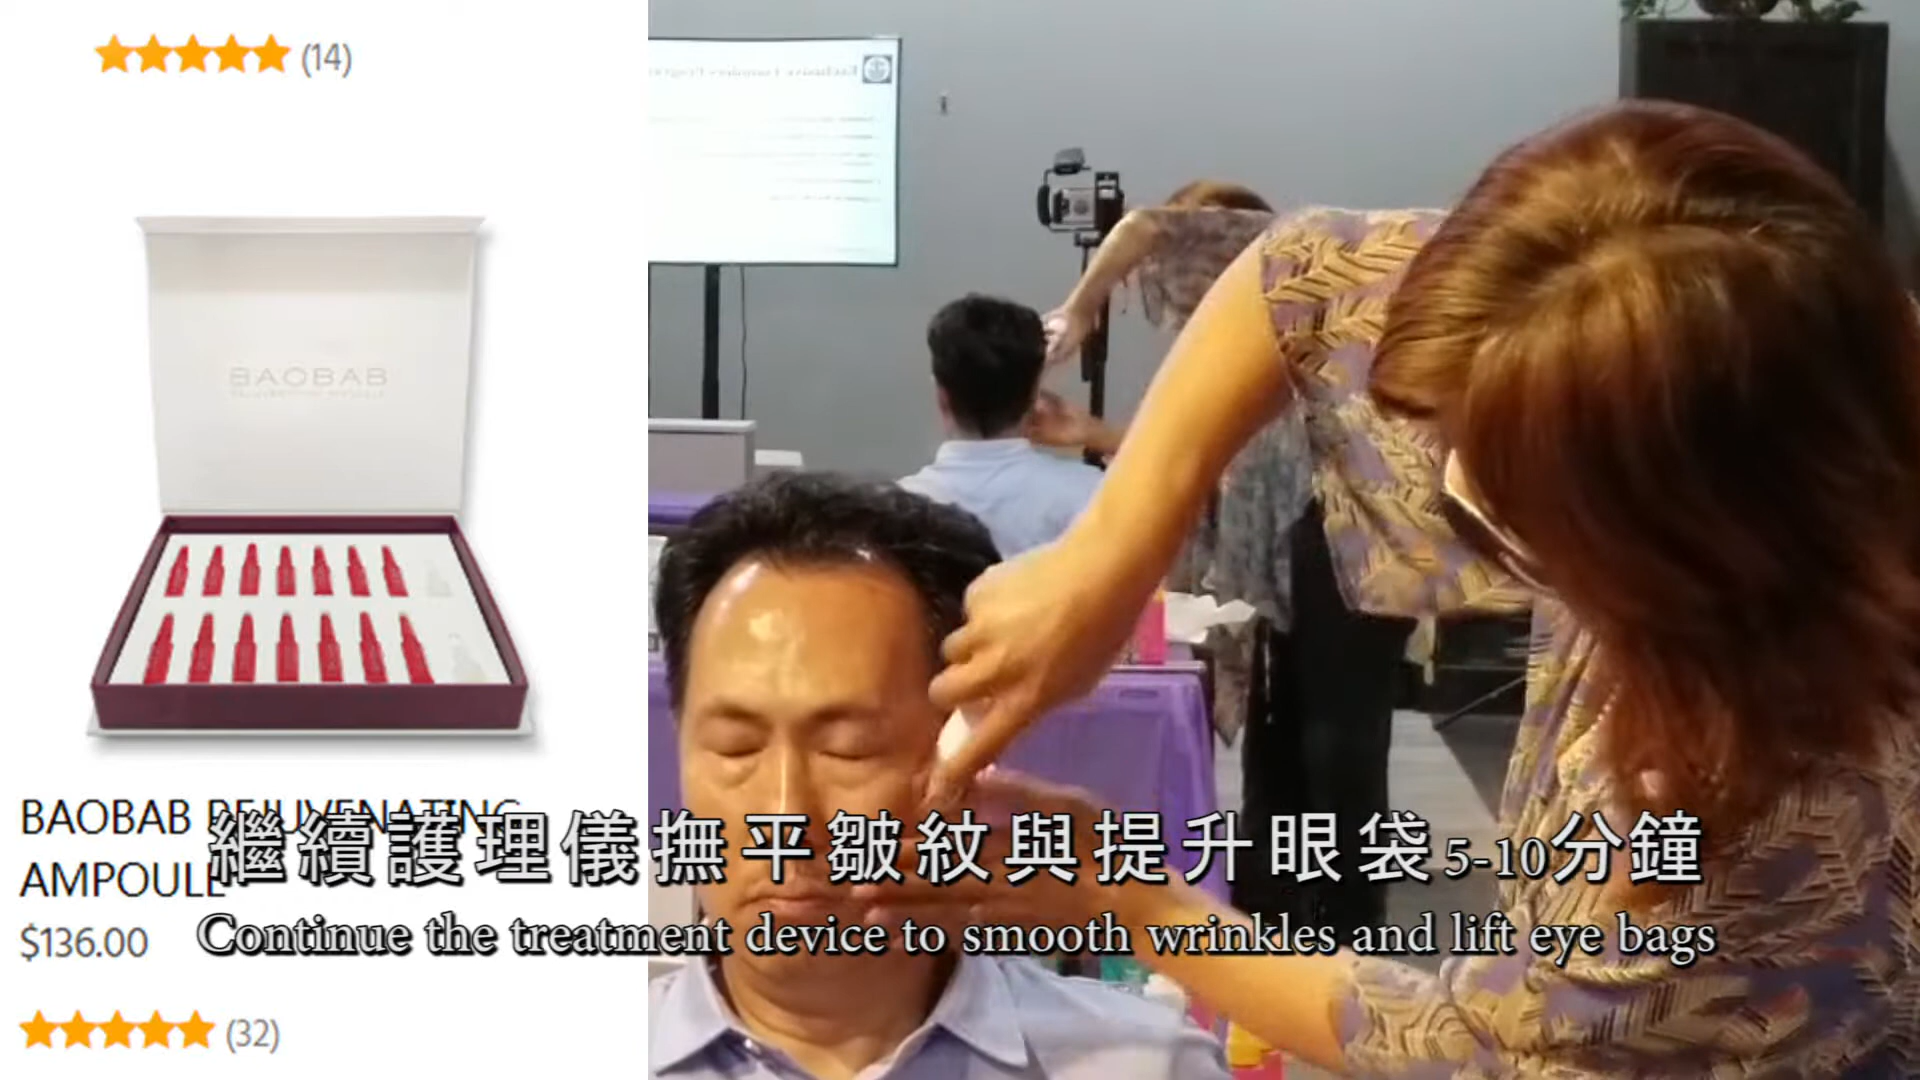 (14)
BAOBAB
BAOBAB REJUVENATING
AMPOULE
$136.00
(32)
繼續護理儀撫平皺紋與提升眼袋5-10分鐘
Continue the treatment device to smooth wrinkles and lift eye bags